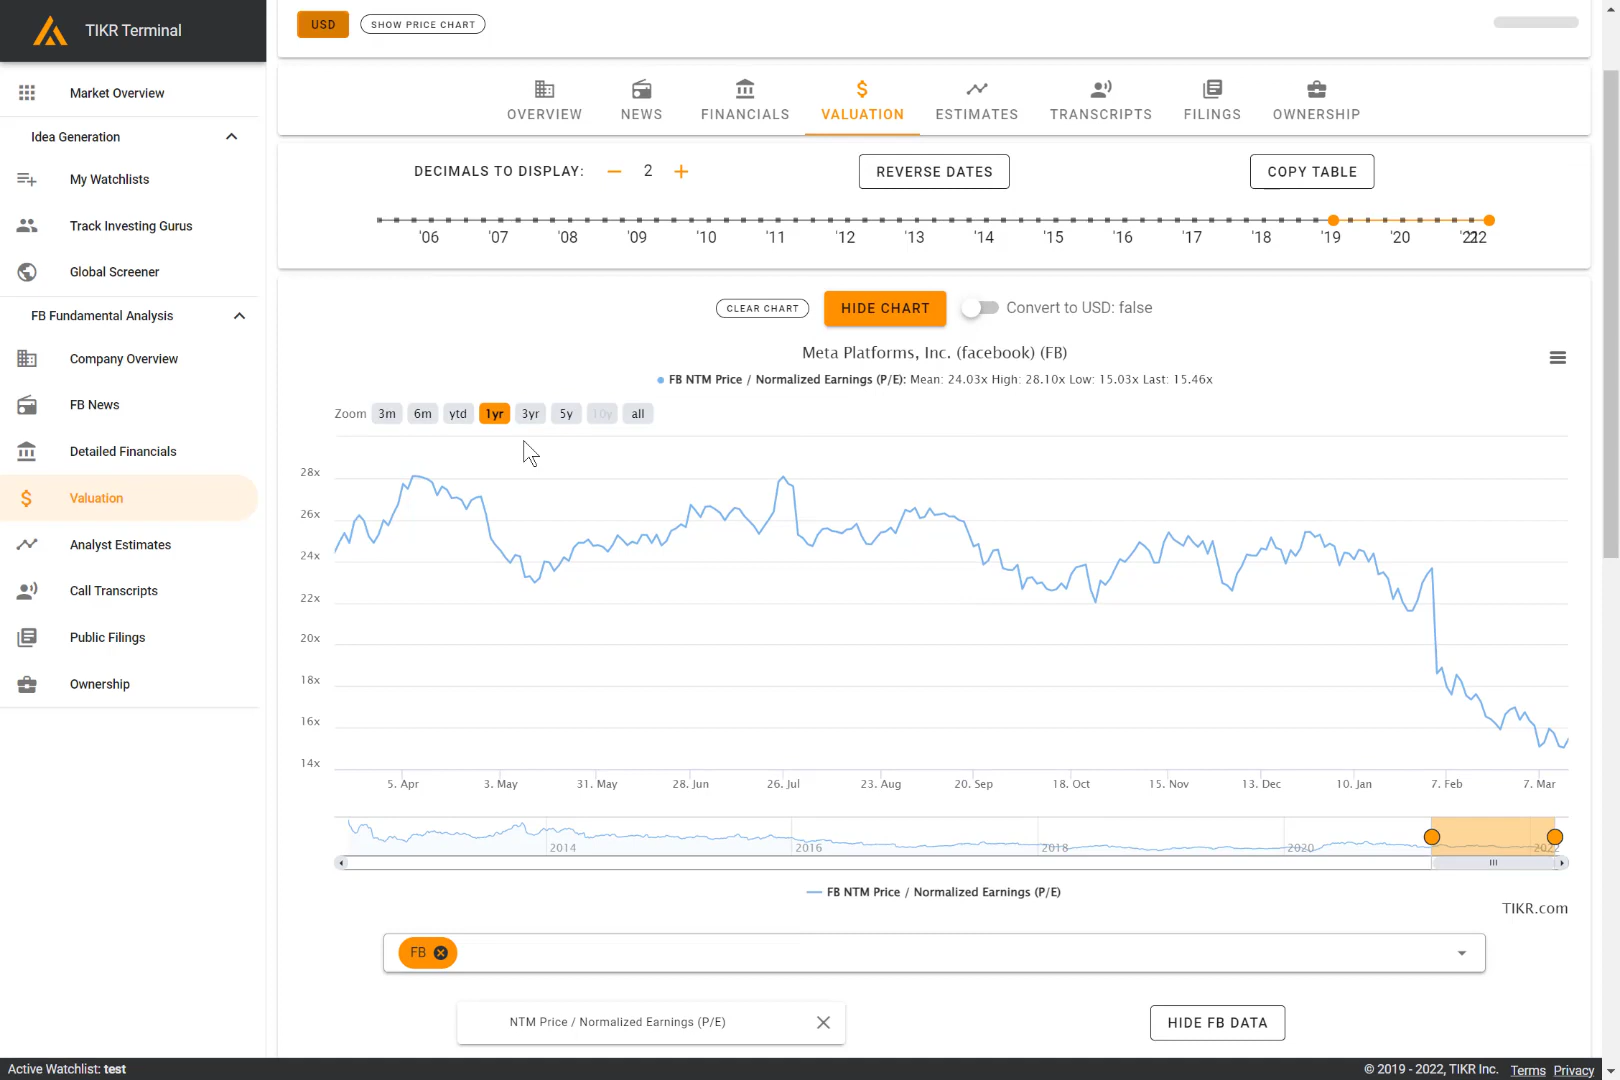 TIKR Terminal
USD
SHOW PRICE CHART
Market Overview
Idea Generation
My Watchlists
Track Investing Gurus
Global Screener
FB Fundamental Analysis
Company Overview
FB News
Detailed Financials
Valuation
Analyst Estimates
Call Transcripts
Public Filings
Ownership
OVERVIEW NEWS FINANCIALS VALUATION ESTIMATES TRANSCRIPTS FILINGS OWNERSHIP
DECIMALS TO DISPLAY: − 2 +
REVERSE DATES
COPY TABLE
'06 '07 '08 '09 '10 '11 '12 '13 '14 '15 '16 '17 '18 '19 '20 '21 '22
CLEAR CHART
HIDE CHART
Convert to USD: false
Meta Platforms, Inc. (facebook) (FB)
FB NTM Price / Normalized Earnings (P/E): Mean: 24.03x High: 28.10x Low: 15.03x Last: 15.46x
Zoom 3m 6m ytd 1yr 3yr 5y 10y all
28x
26x
24x
22x
20x
18x
16x
14x
5. Apr 3. May 31. May 28. Jun 26. Jul 23. Aug 20. Sep 18. Oct 15. Nov 13. Dec 10. Jan 7. Feb 7. Mar
2014 2016 2018 2020 2022
FB NTM Price / Normalized Earnings (P/E)
TIKR.com
FB
NTM Price / Normalized Earnings (P/E)
HIDE FB DATA
Active Watchlist: test
© 2019 - 2022, TIKR Inc. Terms Privacy